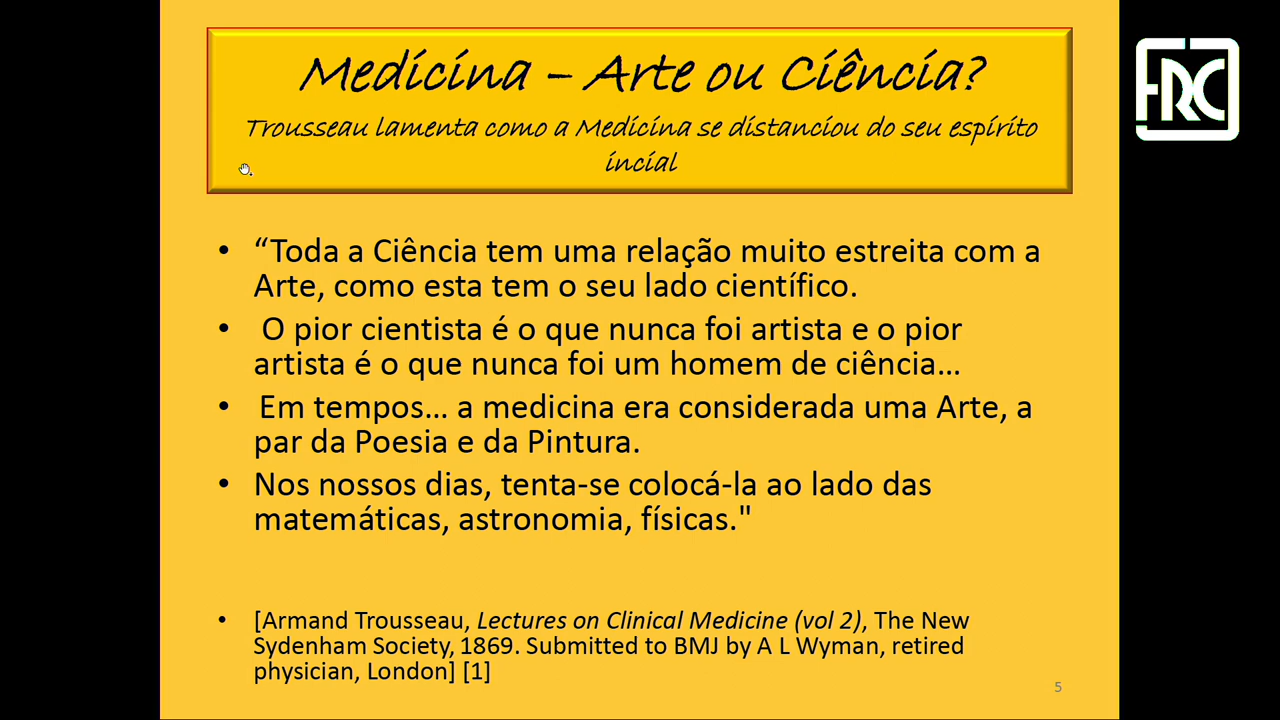 Medicina – Arte ou Ciência?
Trousseau lamenta como a Medicina se distanciou do seu espírito
incial
FRC
• “Toda a Ciência tem uma relação muito estreita com a
Arte, como esta tem o seu lado científico.
• O pior cientista é o que nunca foi artista e o pior
artista é o que nunca foi um homem de ciência…
• Em tempos… a medicina era considerada uma Arte, a
par da Poesia e da Pintura.
• Nos nossos dias, tenta-se colocá-la ao lado das
matemáticas, astronomia, físicas."
• [Armand Trousseau, Lectures on Clinical Medicine (vol 2), The New
Sydenham Society, 1869. Submitted to BMJ by A L Wyman, retired
physician, London] [1]
5